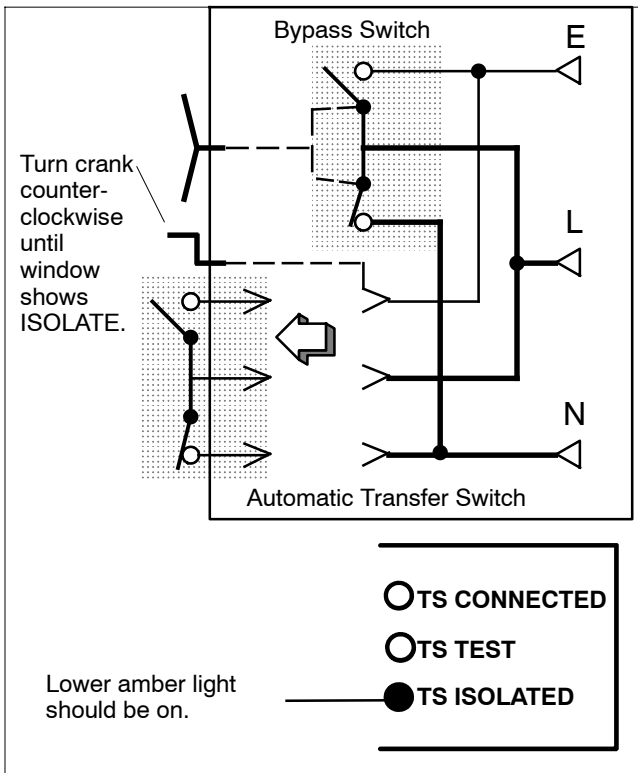 Bypass Switch
E
Turn crank
counter-
clockwise
until
window
shows
ISOLATE.
L
N
Automatic Transfer Switch
TS CONNECTED
TS TEST
TS ISOLATED
Lower amber light
should be on.